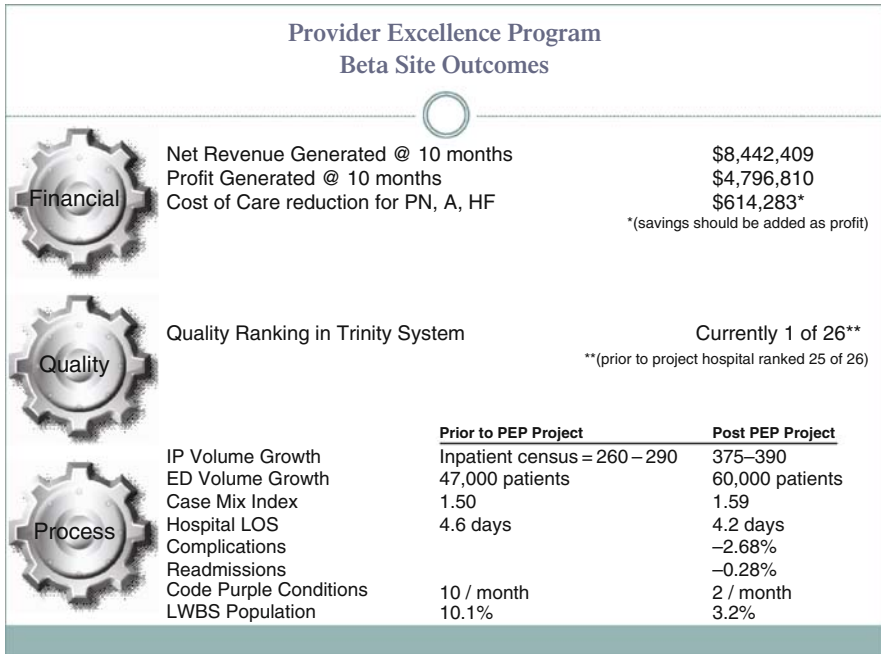 Provider Excellence Program
Beta Site Outcomes
Financial
Net Revenue Generated @ 10 months $8,442,409
Profit Generated @ 10 months $4,796,810
Cost of Care reduction for PN, A, HF $614,283*
*(savings should be added as profit)
Quality
Quality Ranking in Trinity System Currently 1 of 26**
**(prior to project hospital ranked 25 of 26)
Process
Prior to PEP Project Post PEP Project
IP Volume Growth Inpatient census = 260 – 290 375–390
ED Volume Growth 47,000 patients 60,000 patients
Case Mix Index 1.50 1.59
Hospital LOS 4.6 days 4.2 days
Complications –2.68%
Readmissions –0.28%
Code Purple Conditions 10 / month 2 / month
LWBS Population 10.1% 3.2%